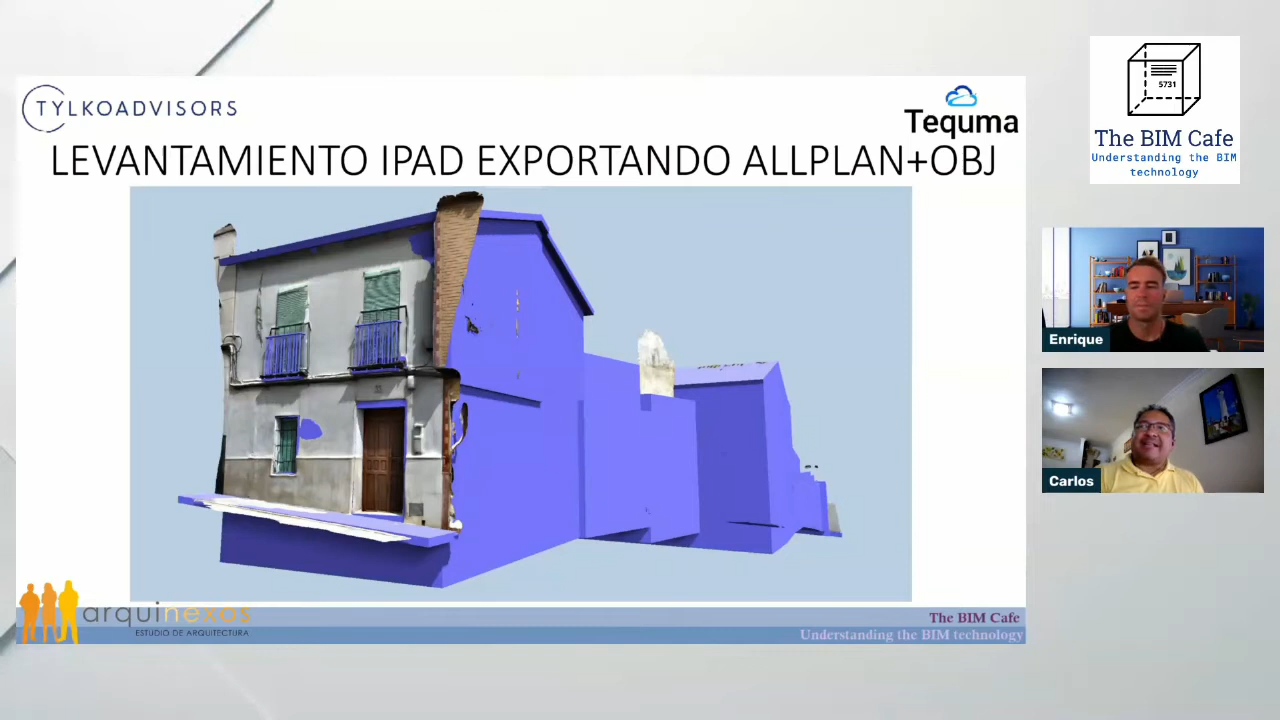 TYLKOADVISORS
Tequma
LEVANTAMIENTO IPAD EXPORTANDO ALLPLAN+OBJ
arquinexos
ESTUDIO DE ARQUITECTURA
The BIM Cafe
Understanding the BIM technology
5731
The BIM Cafe
Understanding the BIM
technology
Enrique
Carlos